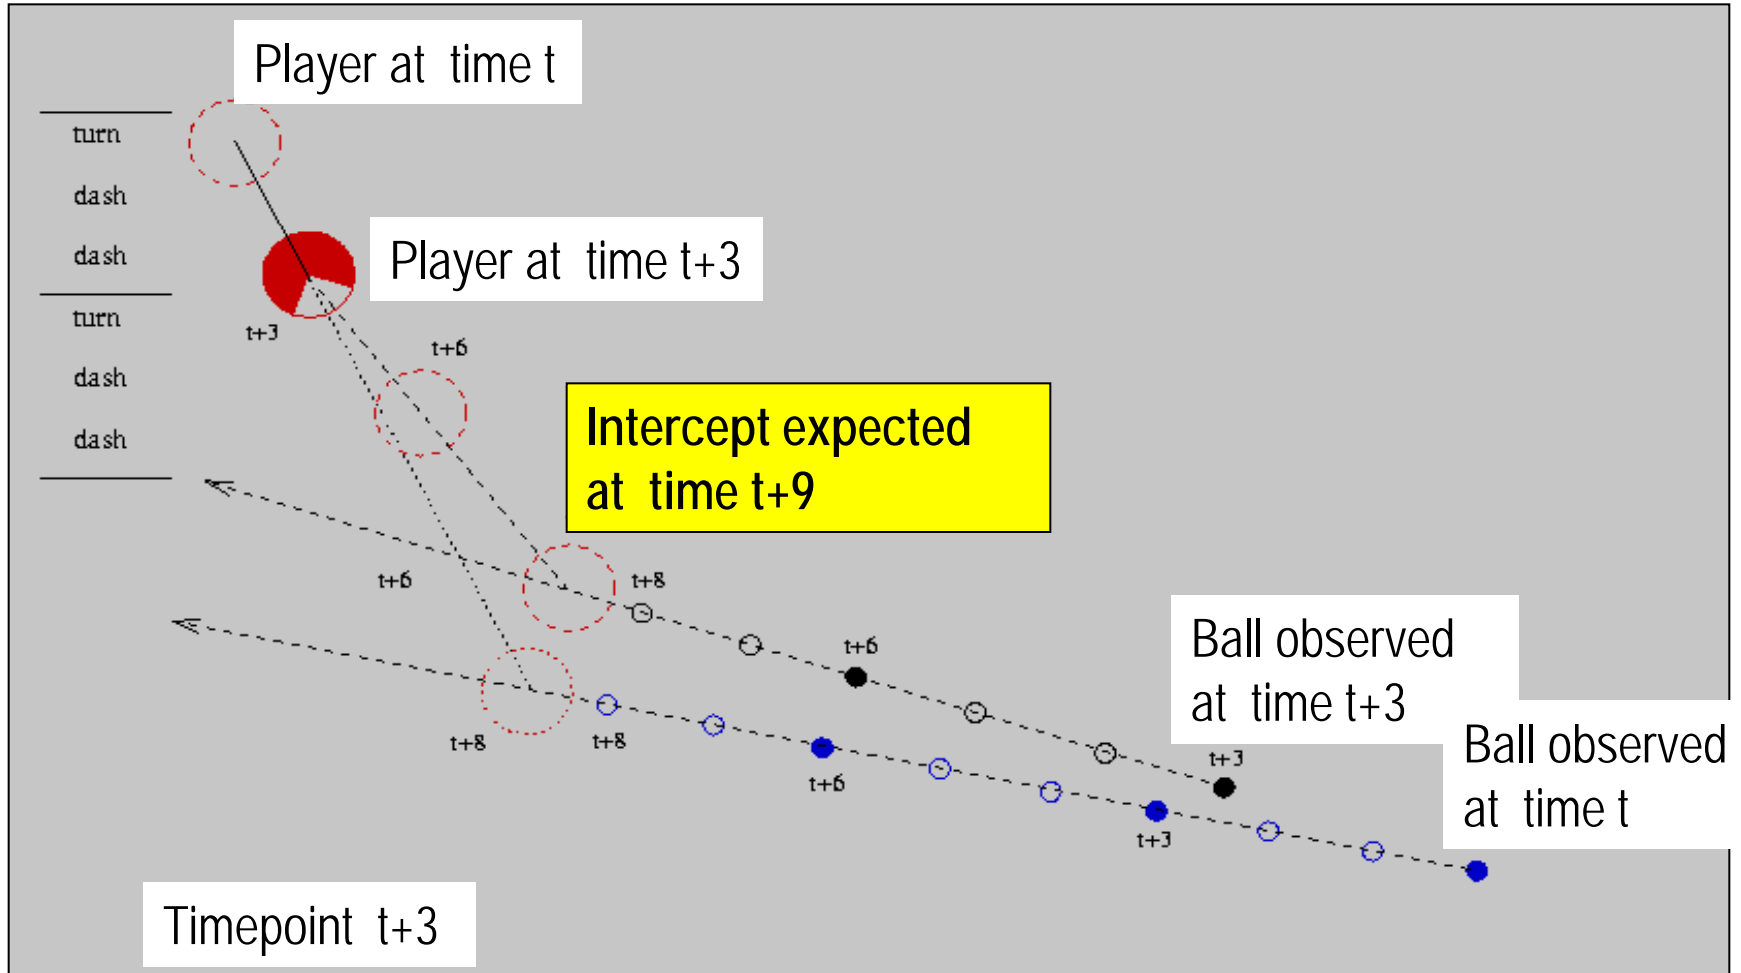 Player at time t
turn
dash
dash
Player at time t+3
turn
dash
dash
t+3
t+6
Intercept expected
at time t+9
t+6
t+8
t+6
Ball observed
at time t+3
t+8
t+8
t+6
t+3
t+3
Ball observed
at time t
Timepoint t+3